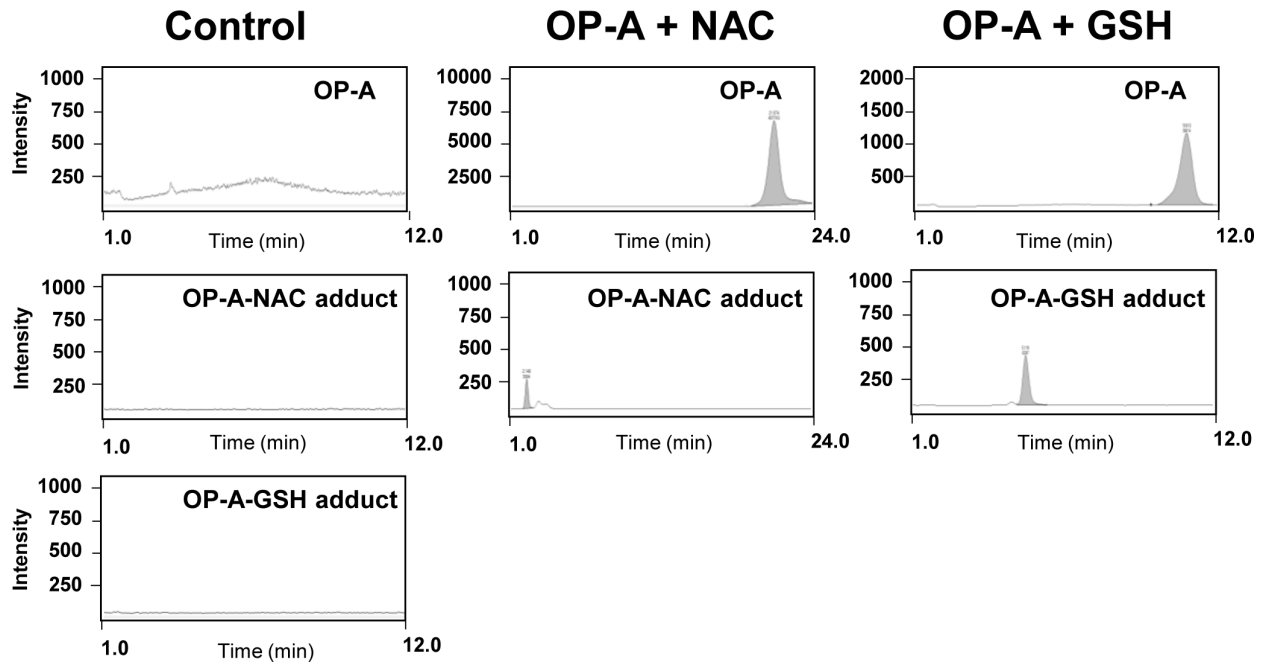 Control
OP-A + NAC
OP-A + GSH
Intensity
1000
750
500
250
OP-A
1.0
Time (min)
12.0
10000
7500
5000
2500
OP-A
1.0
Time (min)
24.0
2000
1500
1000
500
OP-A
1.0
Time (min)
12.0
Intensity
1000
750
500
250
OP-A-NAC adduct
1.0
Time (min)
12.0
1000
750
500
250
OP-A-NAC adduct
1.0
Time (min)
24.0
1000
750
500
250
OP-A-GSH adduct
1.0
Time (min)
12.0
Intensity
1000
750
500
250
OP-A-GSH adduct
1.0
Time (min)
12.0